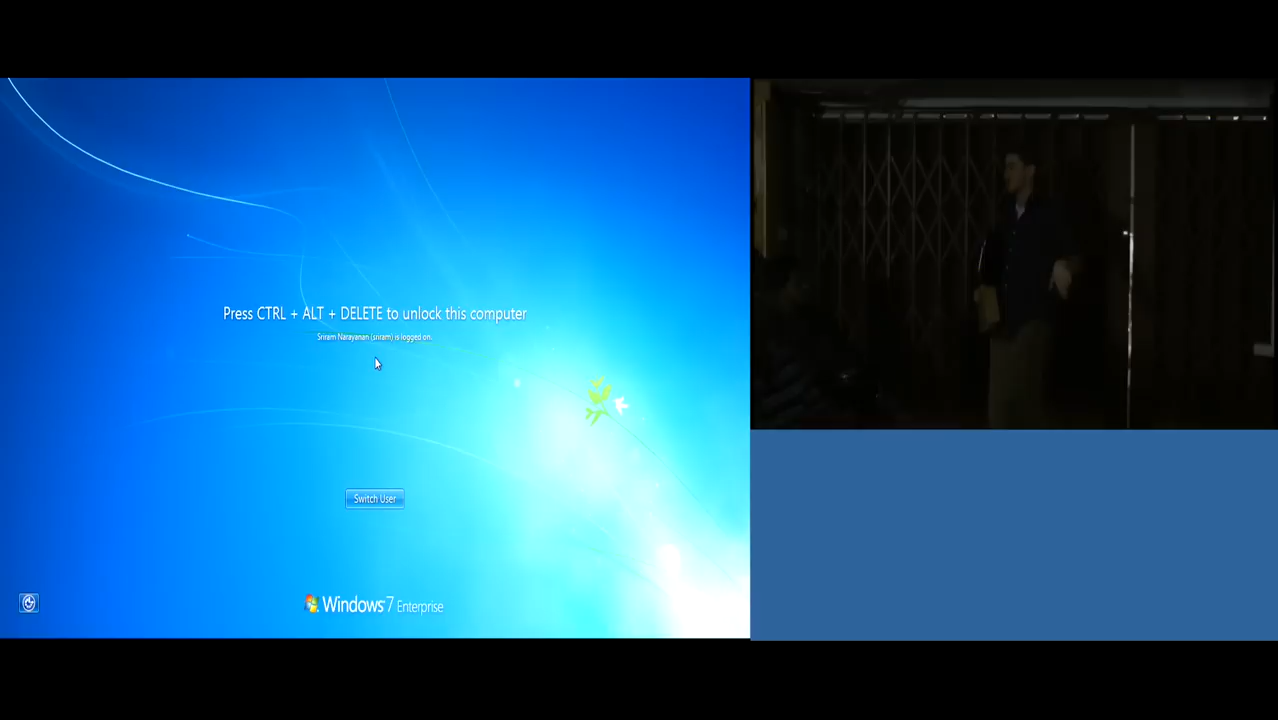 Press CTRL + ALT + DELETE to unlock this computer
Sriram Narayanan (sriram) is logged on.
Switch User
Windows 7 Enterprise